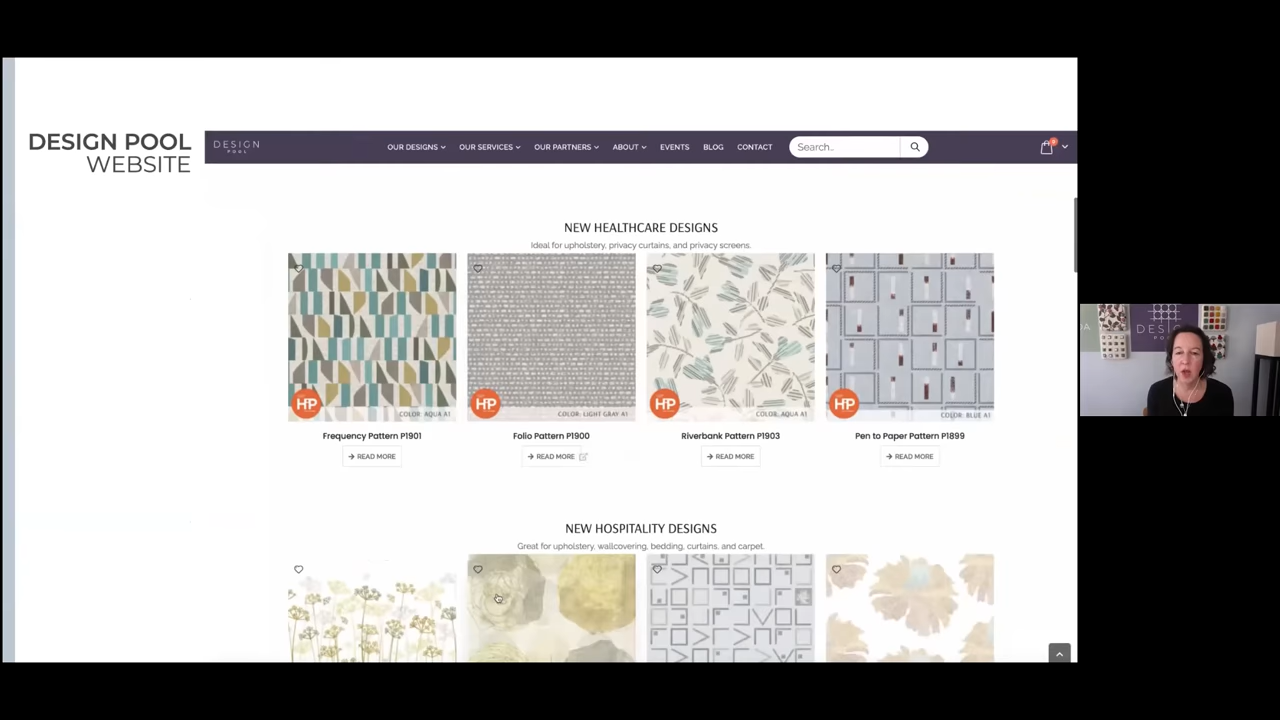 DESIGN POOL
WEBSITE
DESIGN
POOL
OUR DESIGNS
OUR SERVICES
OUR PARTNERS
ABOUT
EVENTS
BLOG
CONTACT
Search..
NEW HEALTHCARE DESIGNS
Ideal for upholstery, privacy curtains, and privacy screens.
HP
COLOR: AQUA A1
HP
COLOR: LIGHT GRAY A1
HP
COLOR: AQUA A1
HP
COLOR: BLUE A1
Frequency Pattern P1901
Folio Pattern P1900
Riverbank Pattern P1903
Pen to Paper Pattern P1899
READ MORE
READ MORE
READ MORE
READ MORE
NEW HOSPITALITY DESIGNS
Great for upholstery, wallcovering, bedding, curtains, and carpet.
DESIGN